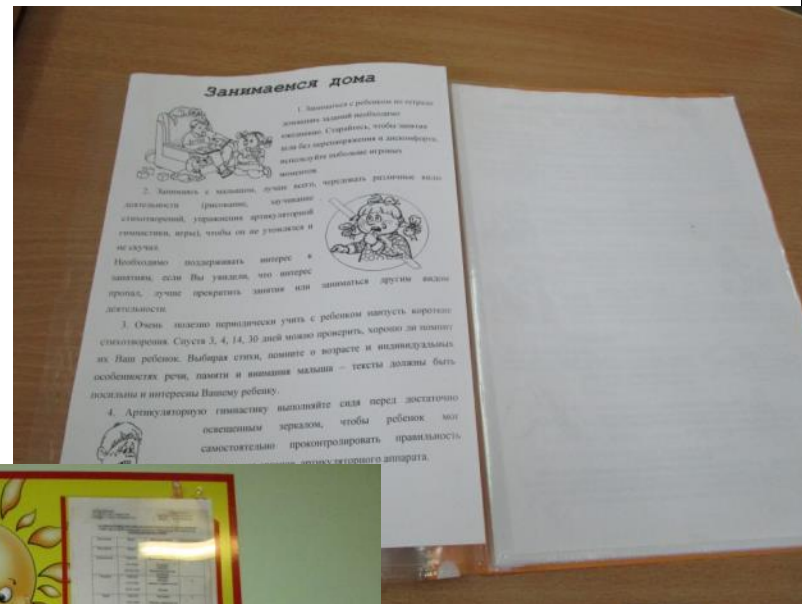 Занимаемся дома
1. Заниматься с ребенком по тетради
домашних заданий необходимо
ежедневно. Старайтесь, чтобы занятия
шли без перенапряжения и дискомфорта,
используйте побольше игровых
моментов.
2. Занимаясь с малышом, лучше всего, чередовать различные виды
деятельности (рисование, заучивание
стихотворений, упражнения артикуляторной
гимнастики, игры), чтобы он не утомлялся и
не скучал.
Необходимо поддерживать интерес к
занятиям, если Вы увидели, что интерес
пропал, лучше прекратить занятия или заниматься другим видом
деятельности.
3. Очень полезно периодически учить с ребенком наизусть короткие
стихотворения. Спустя 3, 4, 14, 30 дней можно проверить, хорошо ли помнит
их Ваш ребенок. Выбирая стихи, помните о возрасте и индивидуальных
особенностях речи, памяти и внимания малыша – тексты должны быть
посильны и интересны Вашему ребенку.
4. Артикуляторную гимнастику выполняйте сидя перед достаточно
освещенным зеркалом, чтобы ребенок мог
самостоятельно проконтролировать правильность
артикуляторного аппарата.